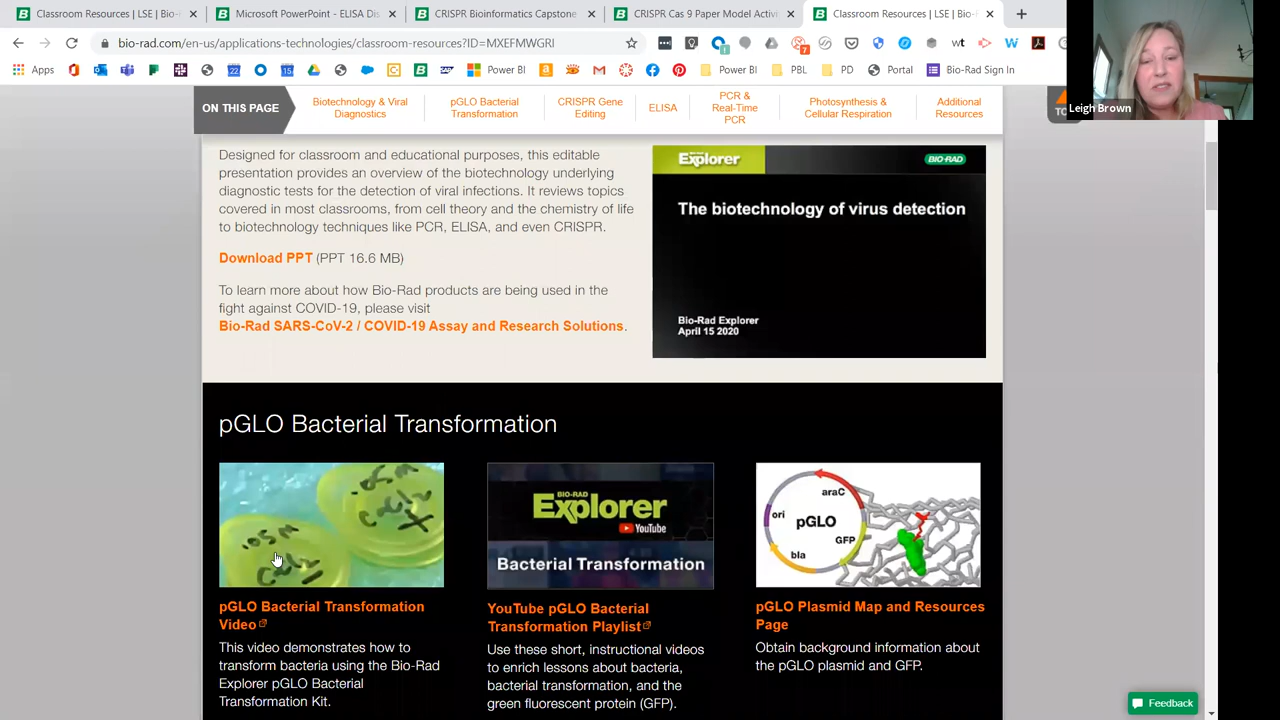 Classroom Resources | LSE | Bio-
Microsoft PowerPoint - ELISA Dis
CRISPR Bioinformatics Capstone
CRISPR Cas 9 Paper Model Activi
Classroom Resources | LSE | Bio-
bio-rad.com/en-us/applications-technologies/classroom-resources?ID=MXEFMWGRI
Apps
Power BI
Power BI
PBL
PD
Portal
Bio-Rad Sign In
Leigh Brown
ON THIS PAGE
Biotechnology & Viral
Diagnostics
pGLO Bacterial
Transformation
CRISPR Gene
Editing
ELISA
PCR &
Real-Time
PCR
Photosynthesis &
Cellular Respiration
Additional
Resources
Designed for classroom and educational purposes, this editable
presentation provides an overview of the biotechnology underlying
diagnostic tests for the detection of viral infections. It reviews topics
covered in most classrooms, from cell theory and the chemistry of life
to biotechnology techniques like PCR, ELISA, and even CRISPR.
Download PPT (PPT 16.6 MB)
To learn more about how Bio-Rad products are being used in the
fight against COVID-19, please visit
Bio-Rad SARS-CoV-2 / COVID-19 Assay and Research Solutions.
Explorer
BIO-RAD
The biotechnology of virus detection
Bio-Rad Explorer
April 15 2020
pGLO Bacterial Transformation
BIO-RAD
Explorer
YouTube
Bacterial Transformation
araC
ori
pGLO
GFP
bla
pGLO Bacterial Transformation
Video
This video demonstrates how to
transform bacteria using the Bio-Rad
Explorer pGLO Bacterial
Transformation Kit.
YouTube pGLO Bacterial
Transformation Playlist
Use these short, instructional videos
to enrich lessons about bacteria,
bacterial transformation, and the
green fluorescent protein (GFP).
pGLO Plasmid Map and Resources
Page
Obtain background information about
the pGLO plasmid and GFP.
Feedback